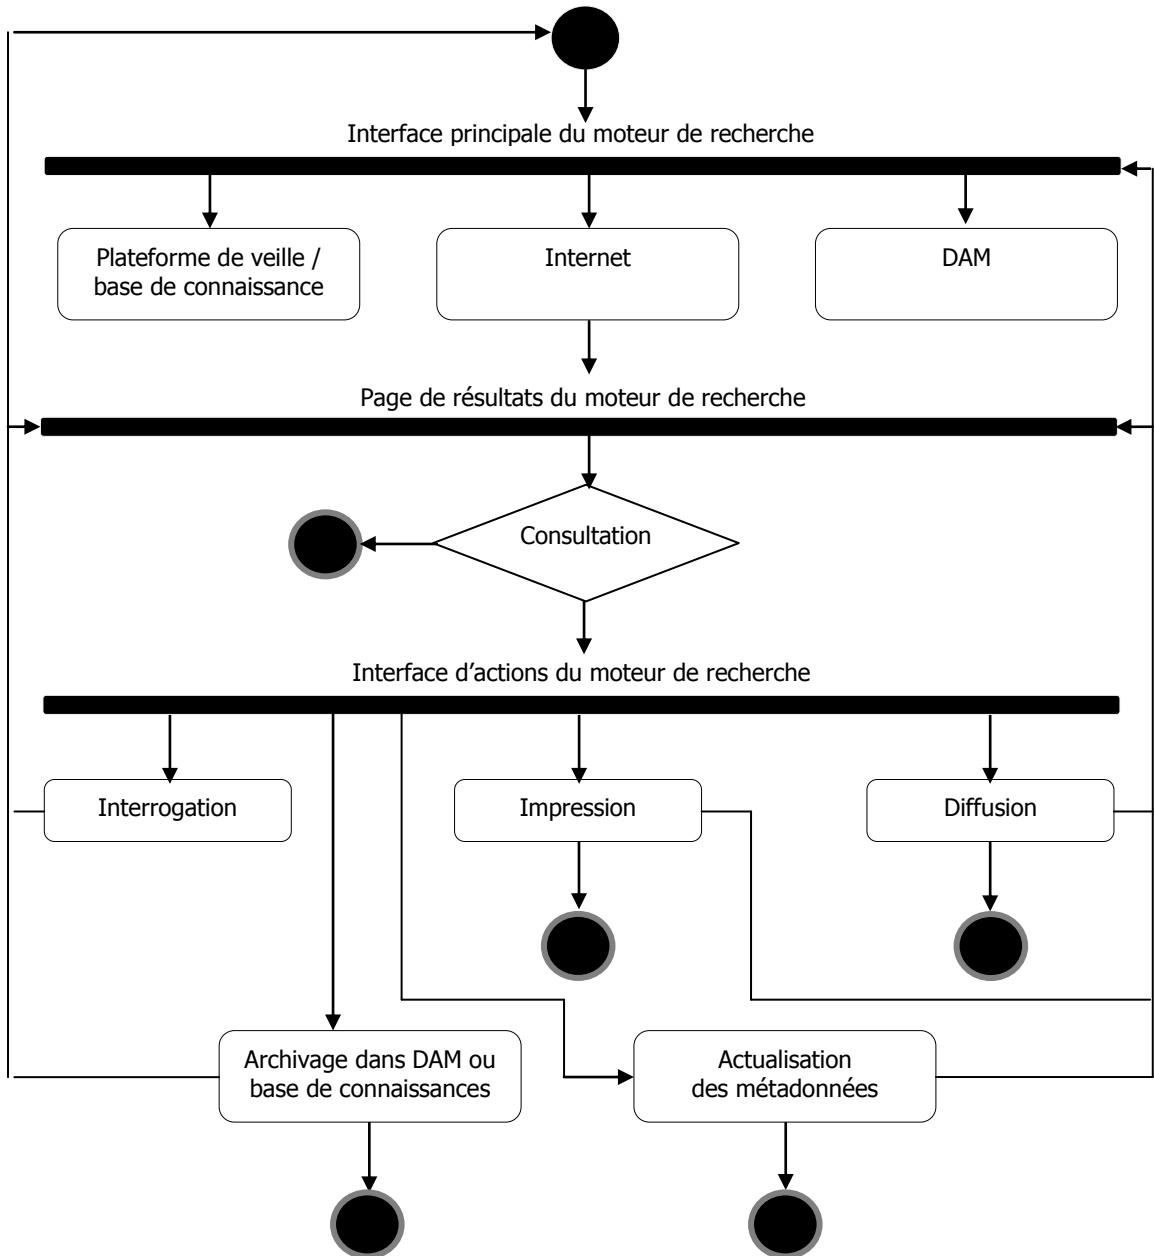 Interface principale du moteur de recherche
Plateforme de veille /
base de connaissance
Internet
DAM
Page de résultats du moteur de recherche
Consultation
Interface d’actions du moteur de recherche
Interrogation
Impression
Diffusion
Archivage dans DAM ou
base de connaissances
Actualisation
des métadonnées